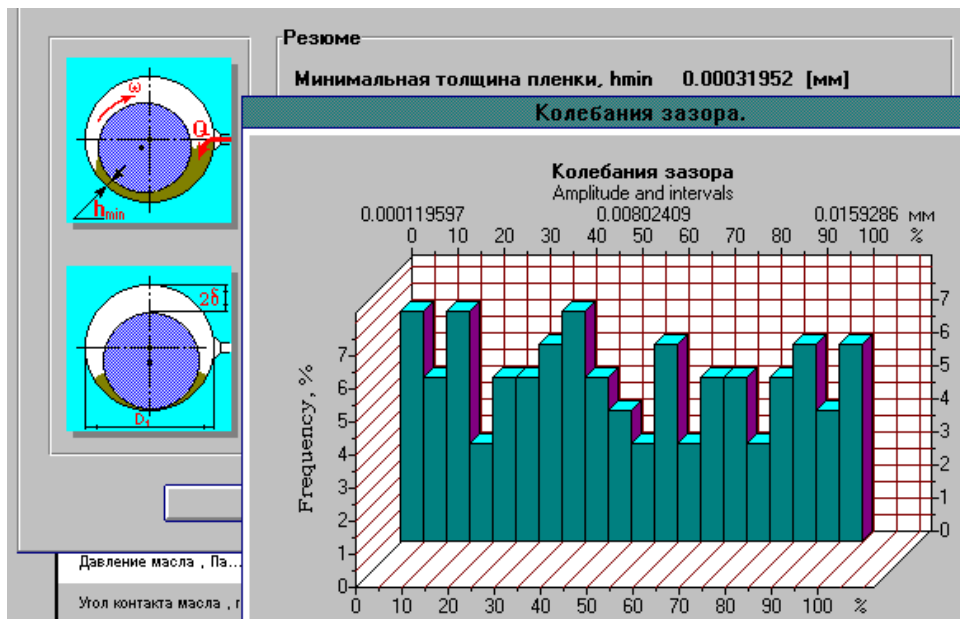 Резюме
Минимальная толщина пленки, hmin 0.00031952 [мм]
ω
Q
hmin
2δ
D₁
Колебания зазора.
Колебания зазора
Amplitude and intervals
0.000119597 0.00802409 0.0159286 мм
0 10 20 30 40 50 60 70 80 90 100 %
7
6
5
4
3
2
1
0
Frequency, %
7
6
5
4
3
2
1
0
0 10 20 30 40 50 60 70 80 90 100 %
Давление масла , Па...
Угол контакта масла ,